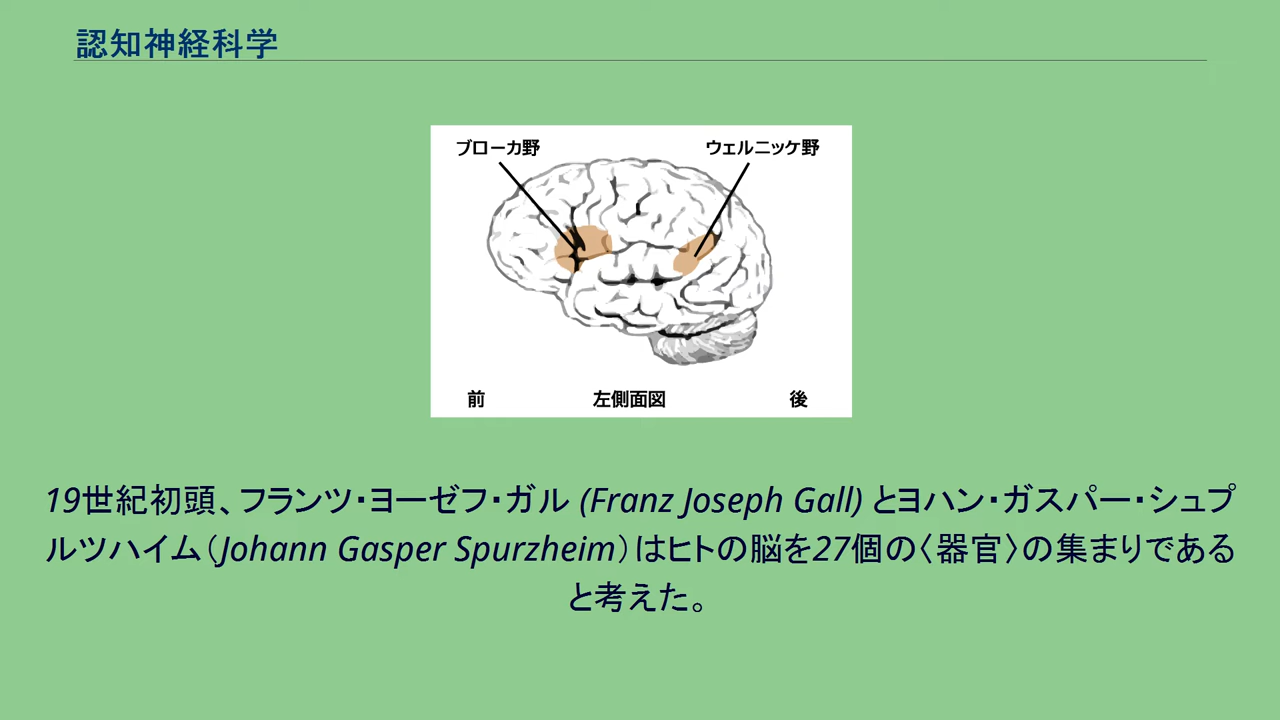 認知神経科学
ブローカ野 ウェルニッケ野
前 左側面図 後
19世紀初頭、フランツ・ヨーゼフ・ガル (Franz Joseph Gall) とヨハン・ガスパー・シュプ
ルツハイム（Johann Gasper Spurzheim）はヒトの脳を27個の〈器官〉の集まりである
と考えた。